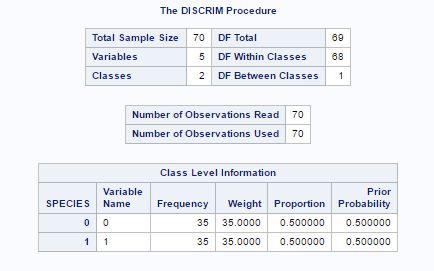 The DISCRIM Procedure
Total Sample Size 70 DF Total 69
Variables 5 DF Within Classes 68
Classes 2 DF Between Classes 1
Number of Observations Read 70
Number of Observations Used 70
Class Level Information
SPECIES Variable Name Frequency Weight Proportion Prior Probability
0 0 35 35.0000 0.500000 0.500000
1 1 35 35.0000 0.500000 0.500000